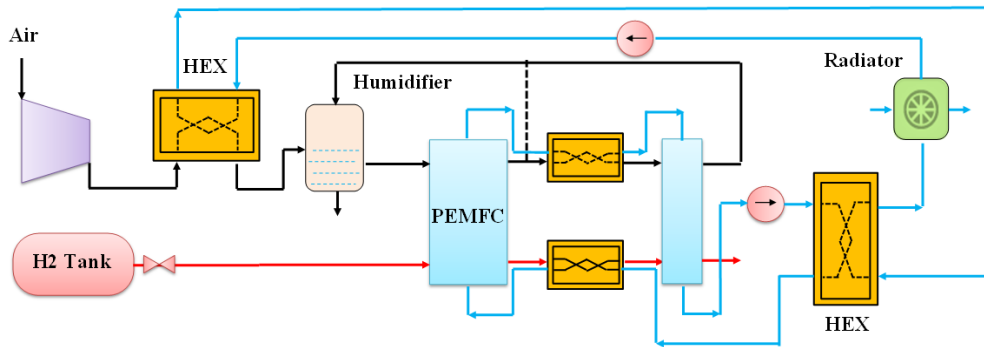 Air
HEX
Humidifier
Radiator
PEMFC
H2 Tank
HEX